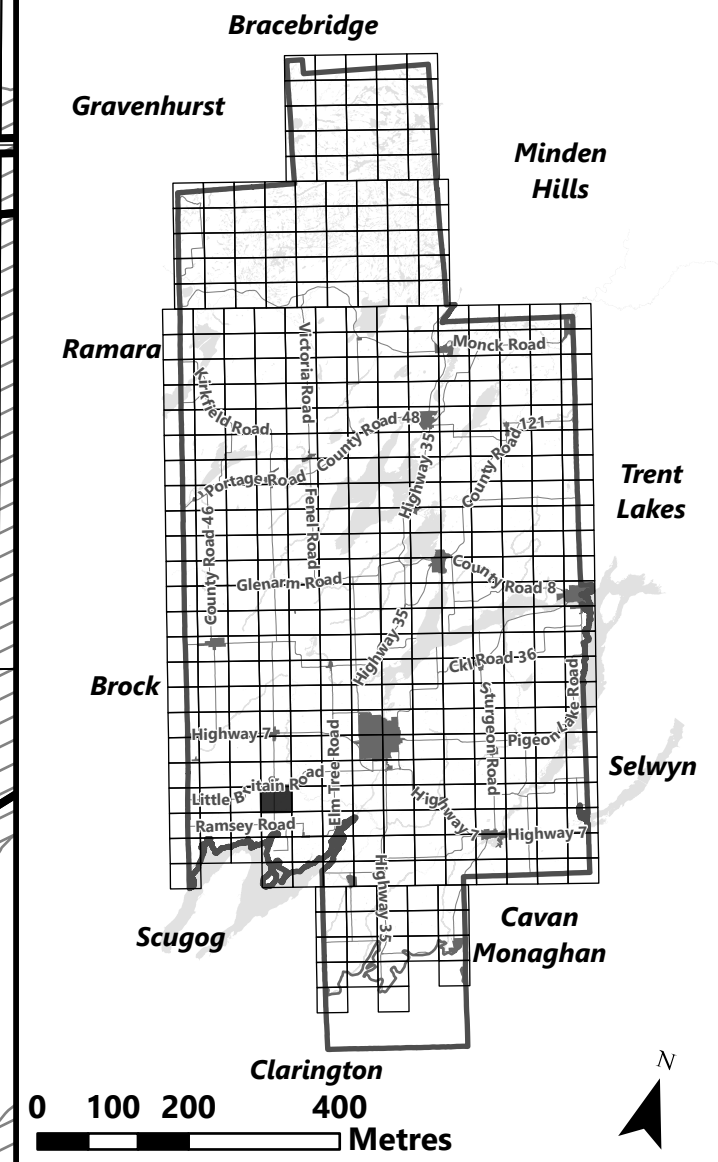 Bracebridge
Gravenhurst
Minden
Hills
Ramara
Monck Road
Victoria Road
Kirkfield Road
County Road 48
County Road 121
Highway 35
Trent
Lakes
Portage Road
Fenel Road
County Road 46
Glenarm Road
County Road 8
Highway 35
Ckl Road 36
Brock
Sturgeon Road
Pigeon Lake Road
Highway 7
Elm Tree Road
Selwyn
Little Britain Road
Ramsey Road
Highway 7
Highway 7
Highway 35
Scugog
Cavan
Monaghan
Clarington
N
0 100 200 400
Metres